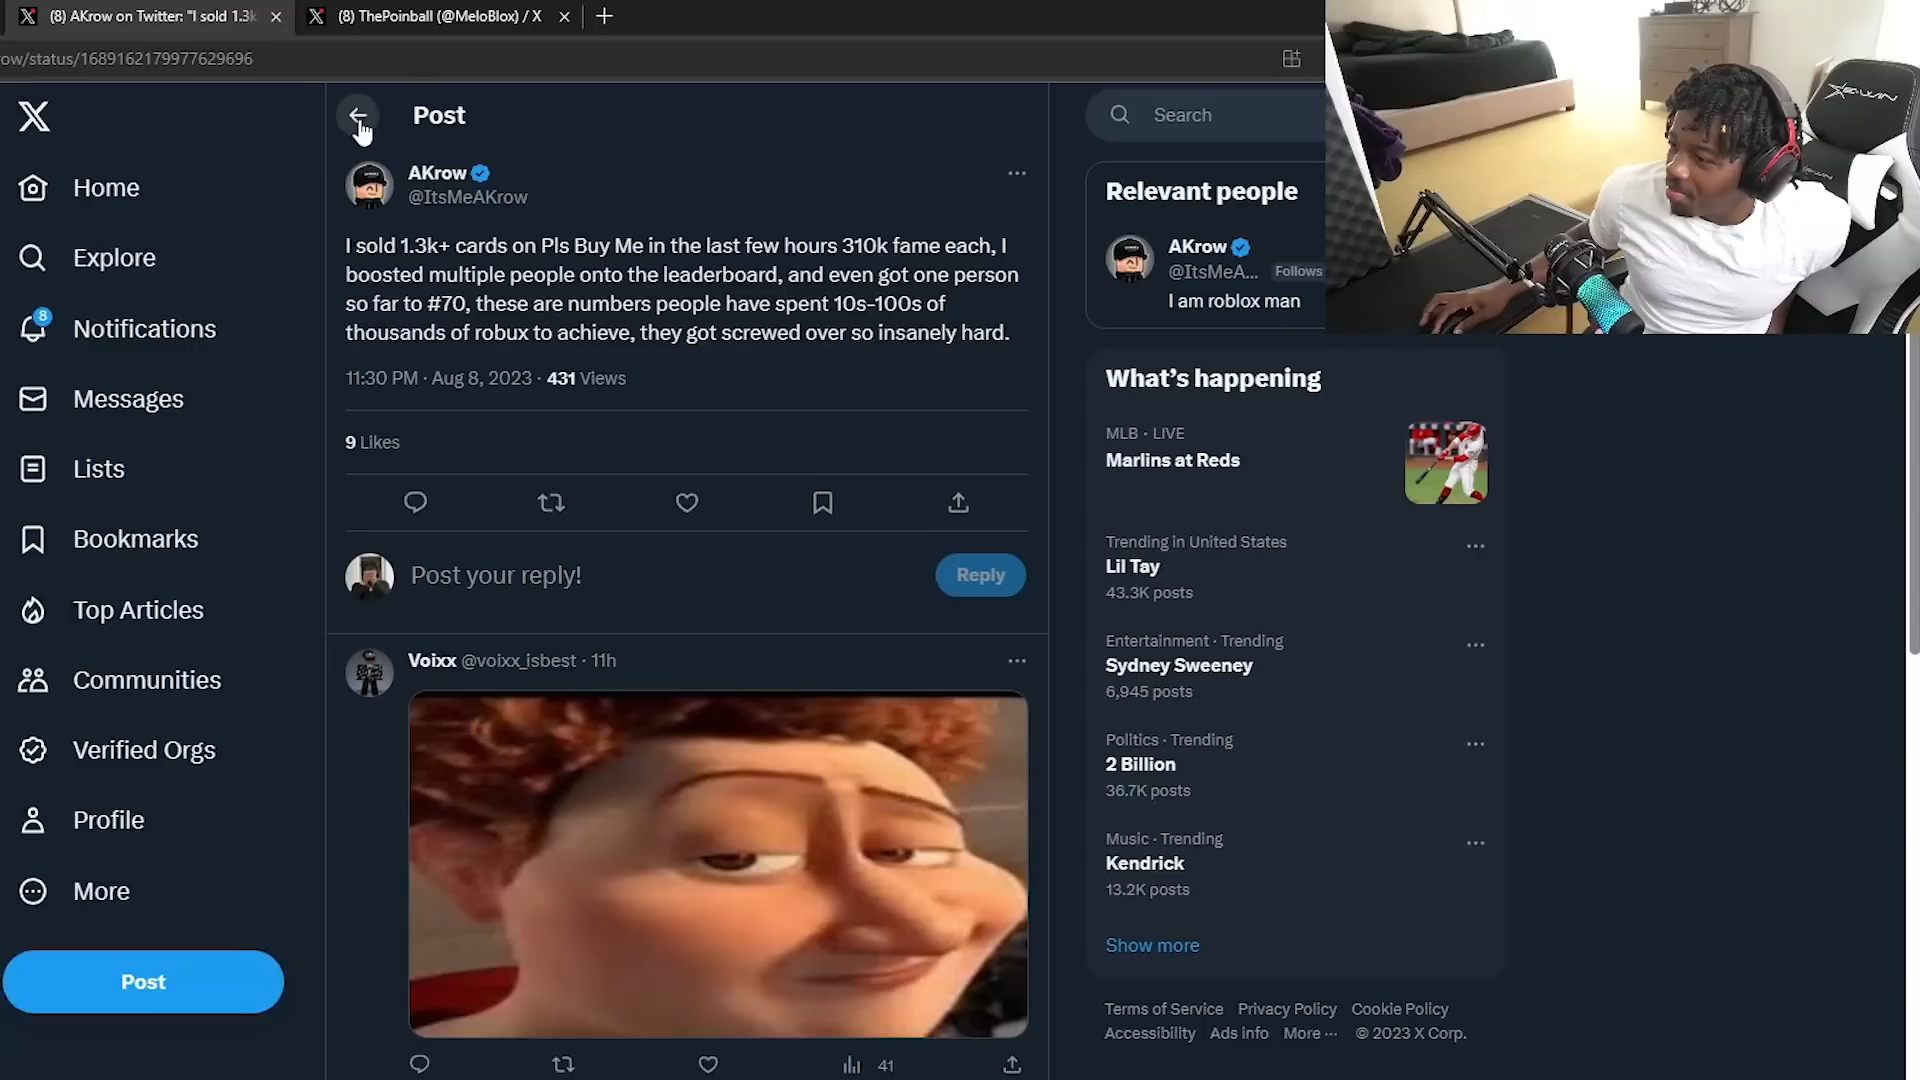 (8) AKrow on Twitter: "I sold 1.3k
(8) ThePoinball (@MeloBlox) / X
ow/status/1689162179977629696
Home
Explore
8
Notifications
Messages
Lists
Bookmarks
Top Articles
Communities
Verified Orgs
Profile
More
Post
Post
AKrow
@ItsMeAKrow
I sold 1.3k+ cards on Pls Buy Me in the last few hours 310k fame each, I
boosted multiple people onto the leaderboard, and even got one person
so far to #70, these are numbers people have spent 10s-100s of
thousands of robux to achieve, they got screwed over so insanely hard.
11:30 PM · Aug 8, 2023 · 431 Views
9 Likes
Post your reply!
Reply
Voixx @voixx_isbest · 11h
41
Search
Relevant people
AKrow
@ItsMeA... Follows
I am roblox man
What's happening
MLB · LIVE
Marlins at Reds
Trending in United States
Lil Tay
43.3K posts
Entertainment · Trending
Sydney Sweeney
6,945 posts
Politics · Trending
2 Billion
36.7K posts
Music · Trending
Kendrick
13.2K posts
Show more
Terms of Service Privacy Policy Cookie Policy
Accessibility Ads info More ··· © 2023 X Corp.